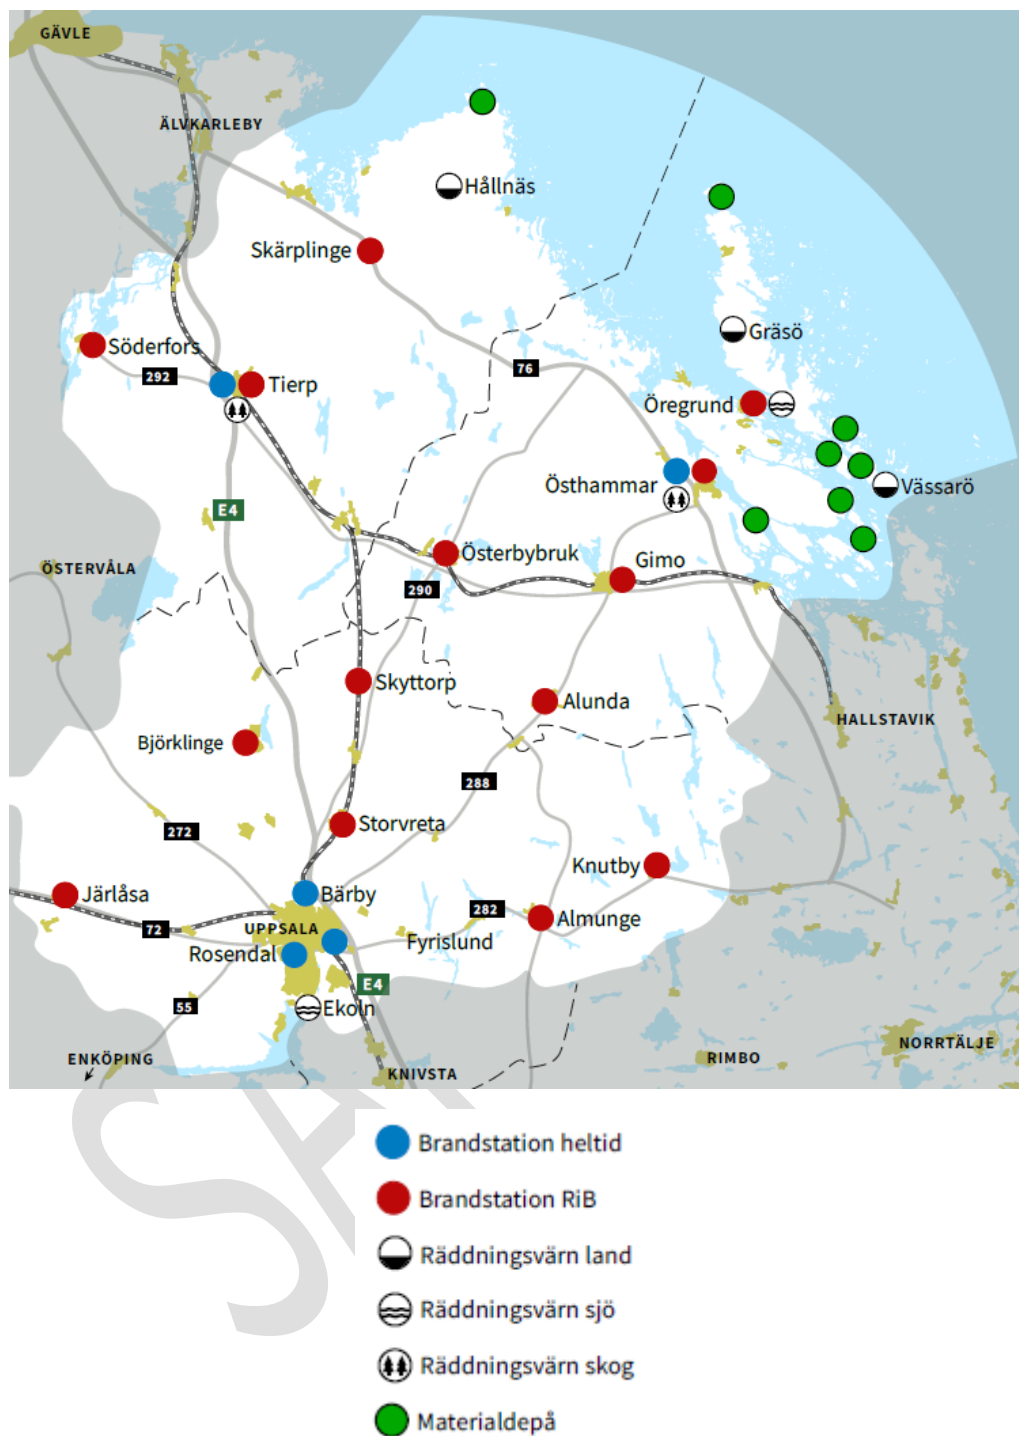 GÄVLE
ÄLVKARLEBY
Hållnäs
Skärplinge
Gräsö
Söderfors
292
76
Tierp
Öregrund
Östhammar
Vässarö
E4
Österbybruk
Gimo
ÖSTERVÅLA
290
Skyttorp
Alunda
HALLSTAVIK
Björklinge
288
272
Storvreta
Knutby
Järlåsa
Bärby
282
Almunge
72
UPPSALA
Fyrislund
Rosendal
E4
55
Ekoln
ENKÖPING
KNIVSTA
RIMBO
NORRTÄLJE
Brandstation heltid
Brandstation RiB
Räddningsvärn land
Räddningsvärn sjö
Räddningsvärn skog
Materialdepå